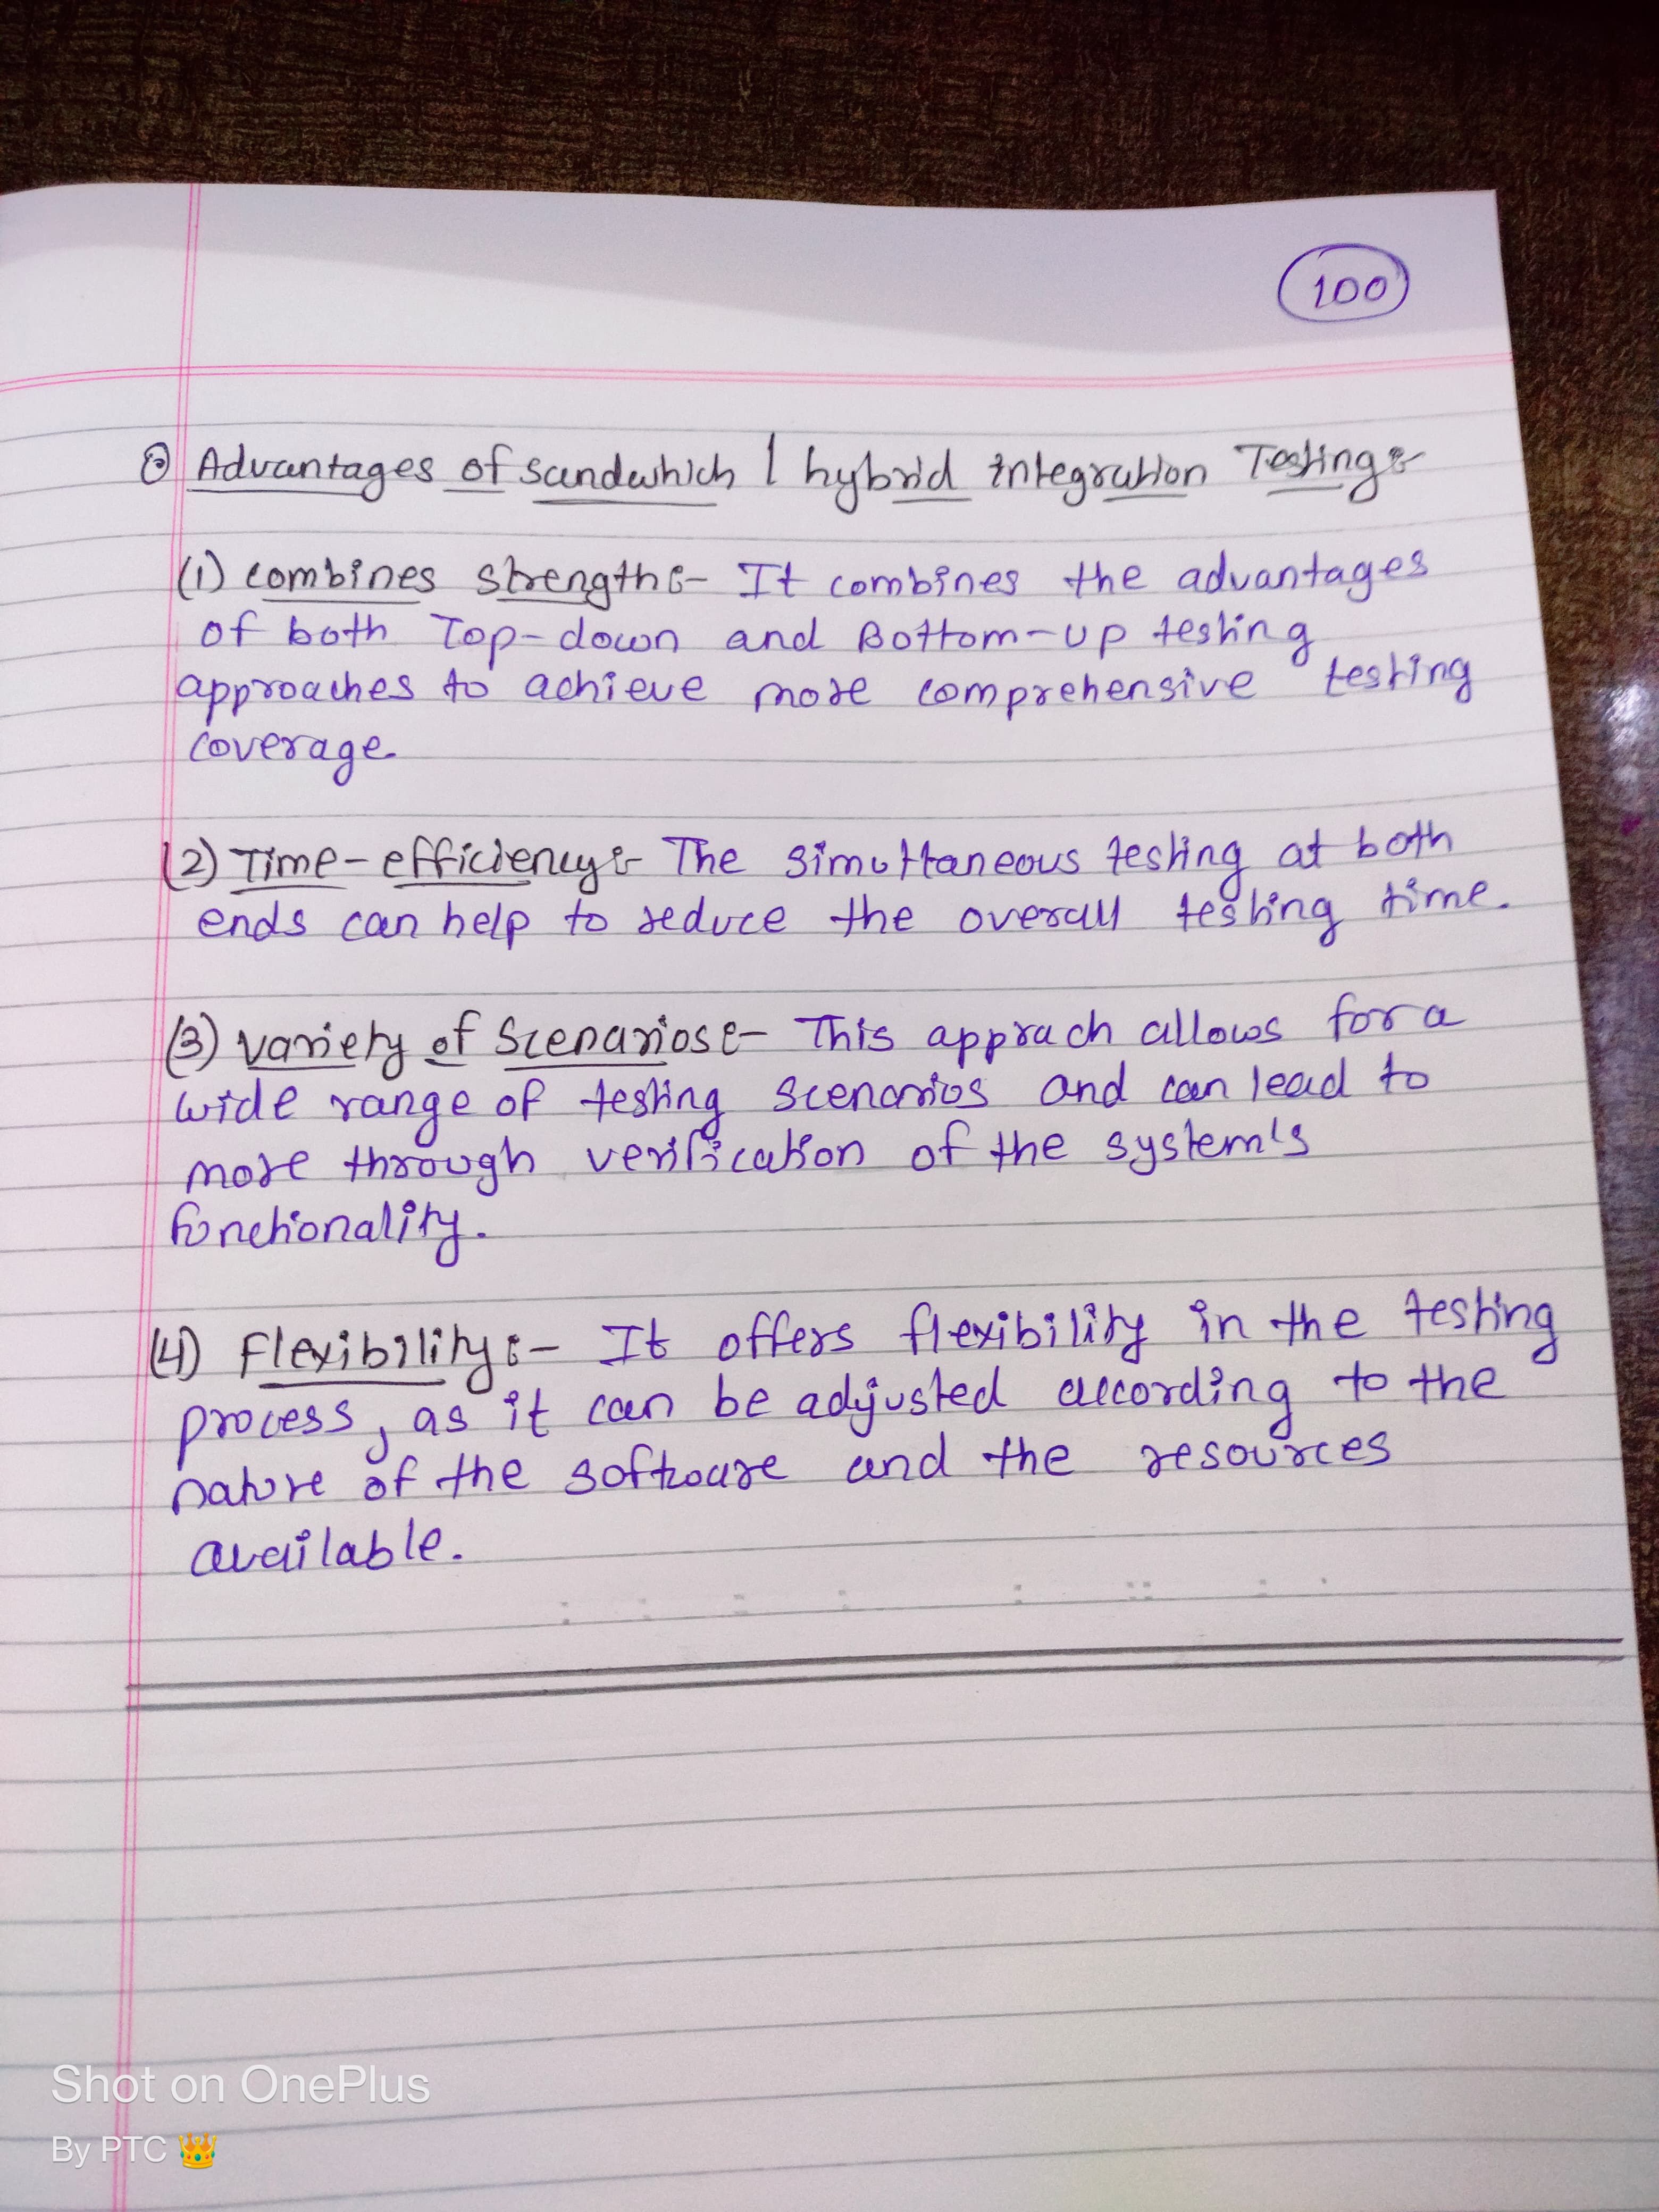 100
Advantages of sandwhich / hybrid integration Testing:-
(1) combines strength:- It combines the advantages
of both Top-down and Bottom-up testing
approaches to achieve more comprehensive testing
coverage.
(2) Time-efficiency:- The simultaneous testing at both
ends can help to reduce the overall testing time.
(3) variety of Scenarios:- This apprach allows for a
wide range of testing scenarios and can lead to
more through verification of the system's
functionality.
(4) Flexibility:- It offers flexibility in the testing
process, as it can be adjusted according to the
nature of the software and the resources
available.
Shot on OnePlus
By PTC 👑